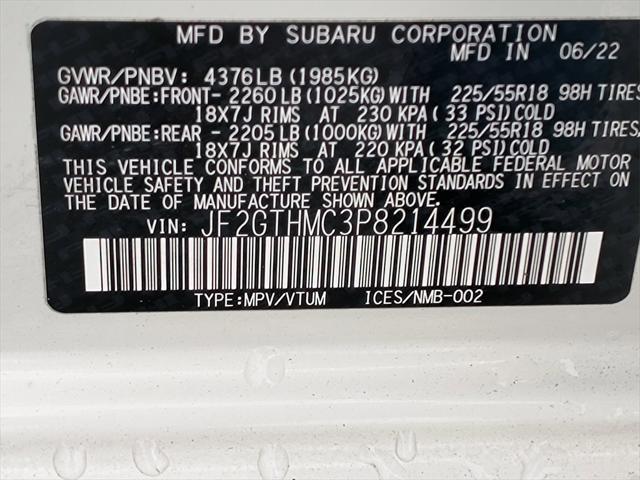 MFD BY SUBARU CORPORATION
MFD IN 06/22
GVWR/PNBV: 4376LB(1985KG)
GAWR/PNBE:FRONT- 2260LB(1025KG)WITH 225/55R18 98H TIRES
18X7J RIMS AT 230 KPA( 33 PSI)COLD
GAWR/PNBE:REAR - 2205LB(1000KG)WITH 225/55R18 98H TIRES,
18X7J RIMS AT 220 KPA( 32 PSI)COLD
THIS VEHICLE CONFORMS TO ALL APPLICABLE FEDERAL MOTOR
VEHICLE SAFETY AND THEFT PREVENTION STANDARDS IN EFFECT ON
DATE OF MANUFACTURE SHOWN ABOVE.
VIN: JF2GTHMC3P8214499
TYPE:MPV/VTUM ICES/NMB-002